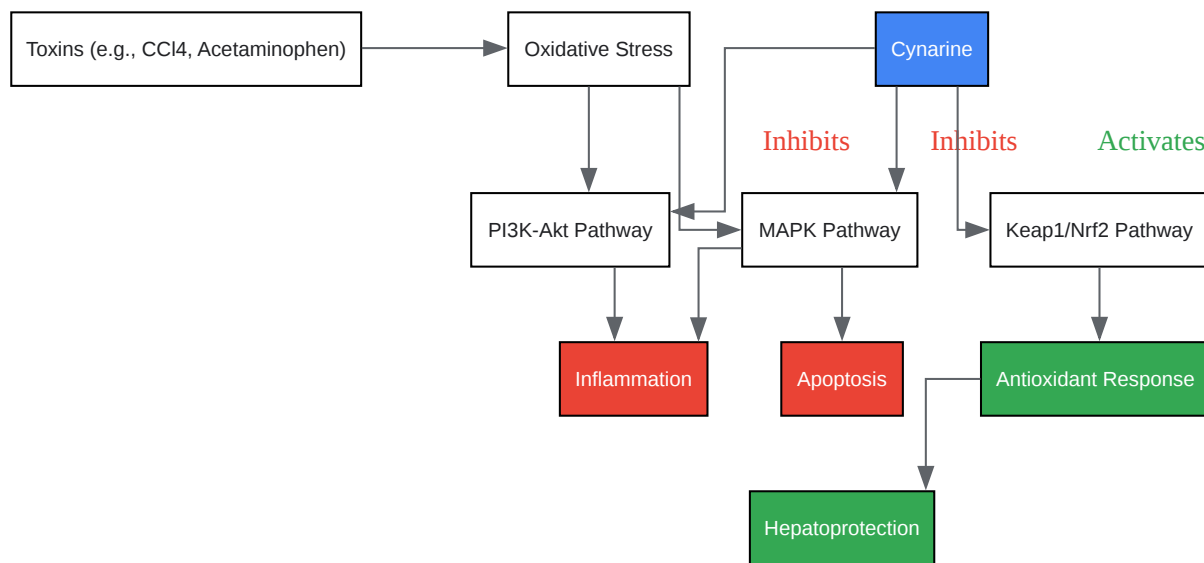 Toxins (e.g., CCl4, Acetaminophen)
Oxidative Stress
Cynarine
Inhibits
Inhibits
Activates
PI3K-Akt Pathway
MAPK Pathway
Keap1/Nrf2 Pathway
Inflammation
Apoptosis
Antioxidant Response
Hepatoprotection